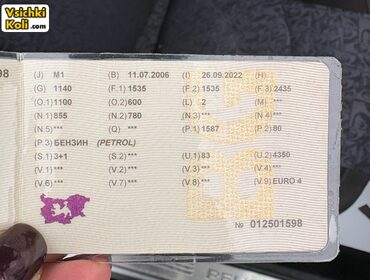 Vsichki
Koli.com
98
(J) M1 (B) 11.07.2006 (I) 26.09.2022 (H)
(G) 1140 (F.1) 1535 (F.2) 1535 (F.3) 2435
(O.1) 1100 (O.2) 600 (L) 2 (M)
(N.1) 855 (N.2) 780
(N.5)*** (Q) *** (P.1) 1587 (P.2) 80
(P.3) БЕНЗИН (PETROL)
(S.1) 3+1 (S.2) *** (U.1) 83 (U.2) 4350
(V.1)*** (V.2) *** (V.3)*** (V.4)
(V.6)*** (V.7) *** (V.8)*** (V.9) EURO 4
№ 012501598